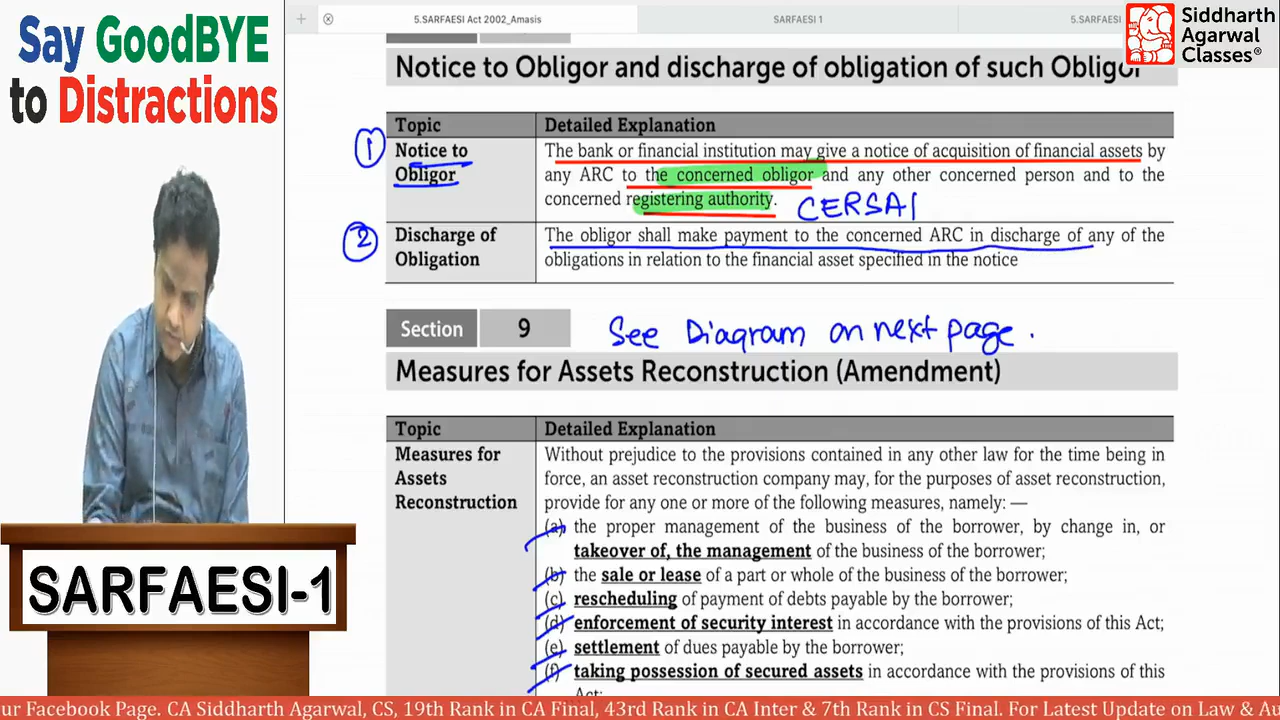 Say GoodBYE
to Distractions
5.SARFAESI Act 2002_Amasis
SARFAESI 1
5.SARFAESI
Siddharth
Agarwal
Classes®
Notice to Obligor and discharge of obligation of such Obligor
Topic Detailed Explanation
1 Notice to Obligor
The bank or financial institution may give a notice of acquisition of financial assets by
any ARC to the concerned obligor and any other concerned person and to the
concerned registering authority. CERSAI
2 Discharge of Obligation
The obligor shall make payment to the concerned ARC in discharge of any of the
obligations in relation to the financial asset specified in the notice
Section 9 See Diagram on next page.
Measures for Assets Reconstruction (Amendment)
Topic Detailed Explanation
Measures for
Assets
Reconstruction
Without prejudice to the provisions contained in any other law for the time being in
force, an asset reconstruction company may, for the purposes of asset reconstruction,
provide for any one or more of the following measures, namely: —
(a) the proper management of the business of the borrower, by change in, or
takeover of, the management of the business of the borrower;
(b) the sale or lease of a part or whole of the business of the borrower;
(c) rescheduling of payment of debts payable by the borrower;
(d) enforcement of security interest in accordance with the provisions of this Act;
(e) settlement of dues payable by the borrower;
(f) taking possession of secured assets in accordance with the provisions of this
Act;
SARFAESI-1
ur Facebook Page. CA Siddharth Agarwal, CS, 19th Rank in CA Final, 43rd Rank in CA Inter & 7th Rank in CS Final. For Latest Update on Law & Au